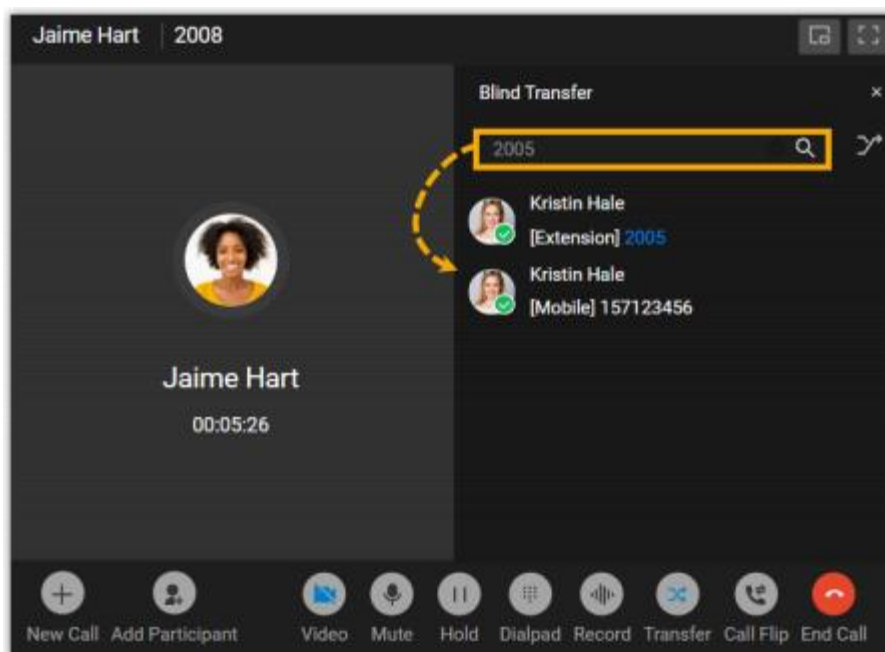 Jaime Hart 2008
Blind Transfer
2005
Kristin Hale
[Extension] 2005
Kristin Hale
[Mobile] 157123456
Jaime Hart
00:05:26
New Call Add Participant Video Mute Hold Dialpad Record Transfer Call Flip End Call